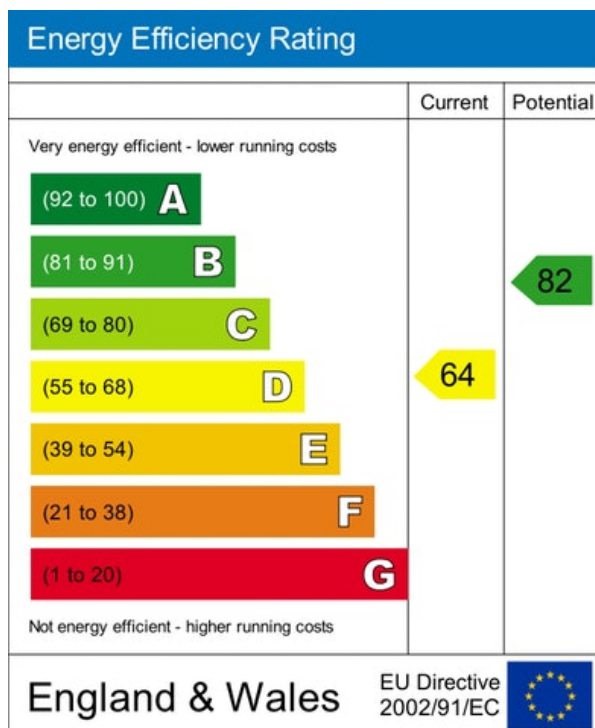 Energy Efficiency Rating
Current Potential
Very energy efficient - lower running costs
(92 to 100) A
(81 to 91) B
82
(69 to 80) C
(55 to 68) D
64
(39 to 54) E
(21 to 38) F
(1 to 20) G
Not energy efficient - higher running costs
England & Wales
EU Directive
2002/91/EC